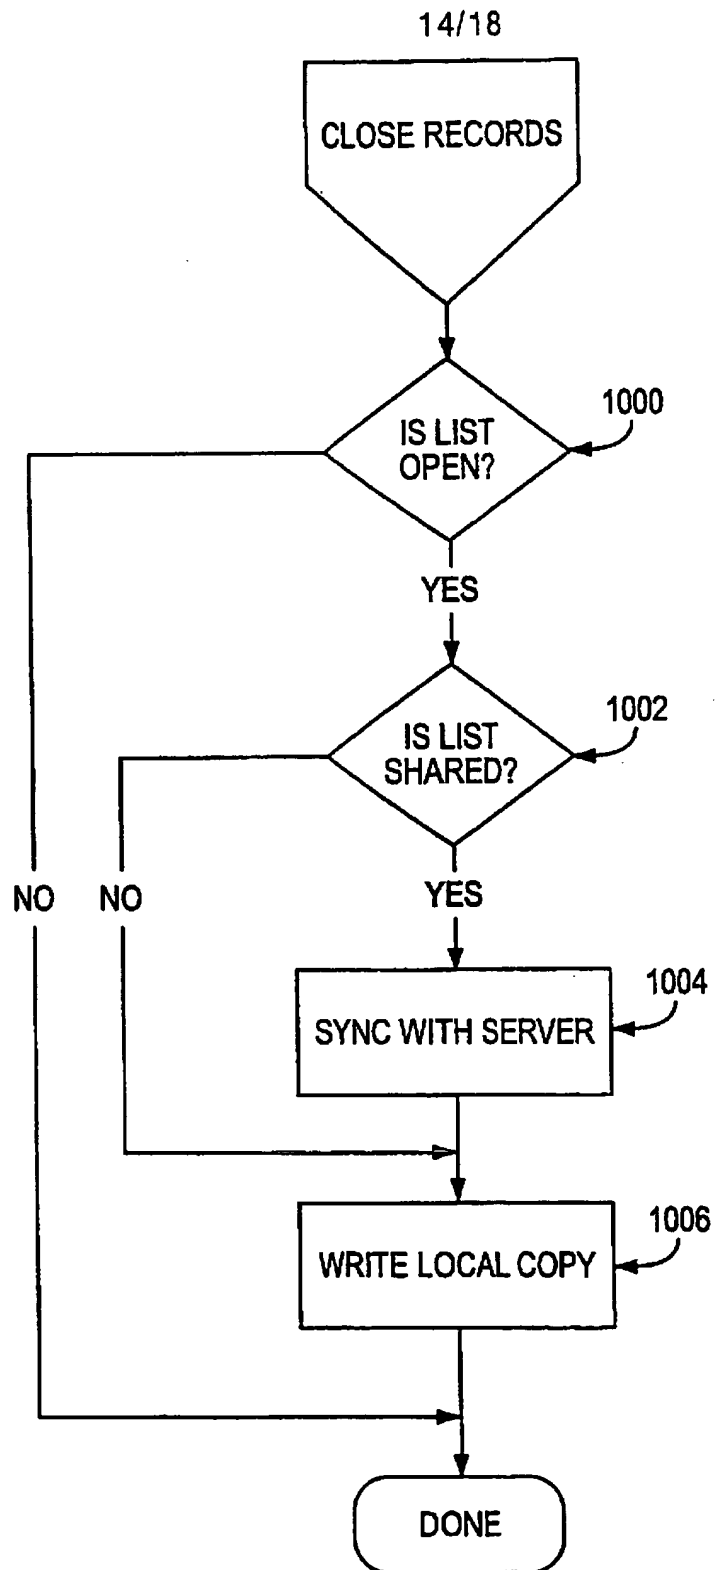 14/18
CLOSE RECORDS
1000
IS LIST
OPEN?
YES
1002
IS LIST
SHARED?
NO
NO
YES
1004
SYNC WITH SERVER
1006
WRITE LOCAL COPY
DONE